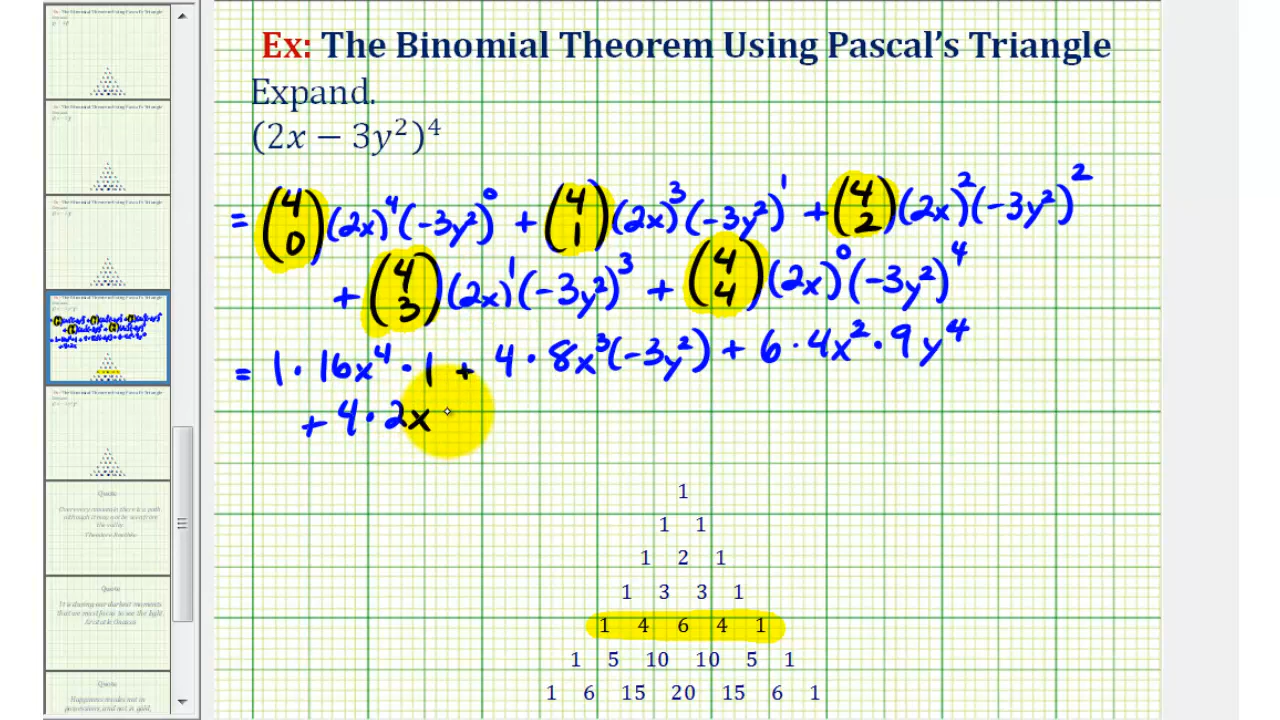 Ex: The Binomial Theorem Using Pascal's Triangle
Expand.
(2x − 3y²)⁴
= (4 0)(2x)⁴(-3y²)⁰ + (4 1)(2x)³(-3y²)¹ + (4 2)(2x)²(-3y²)²
+ (4 3)(2x)¹(-3y²)³ + (4 4)(2x)⁰(-3y²)⁴
= 1 · 16x⁴ · 1 + 4 · 8x³(-3y²) + 6 · 4x² · 9y⁴
+ 4 · 2x
1
1 1
1 2 1
1 3 3 1
1 4 6 4 1
1 5 10 10 5 1
1 6 15 20 15 6 1
Quote
Quote
Quote